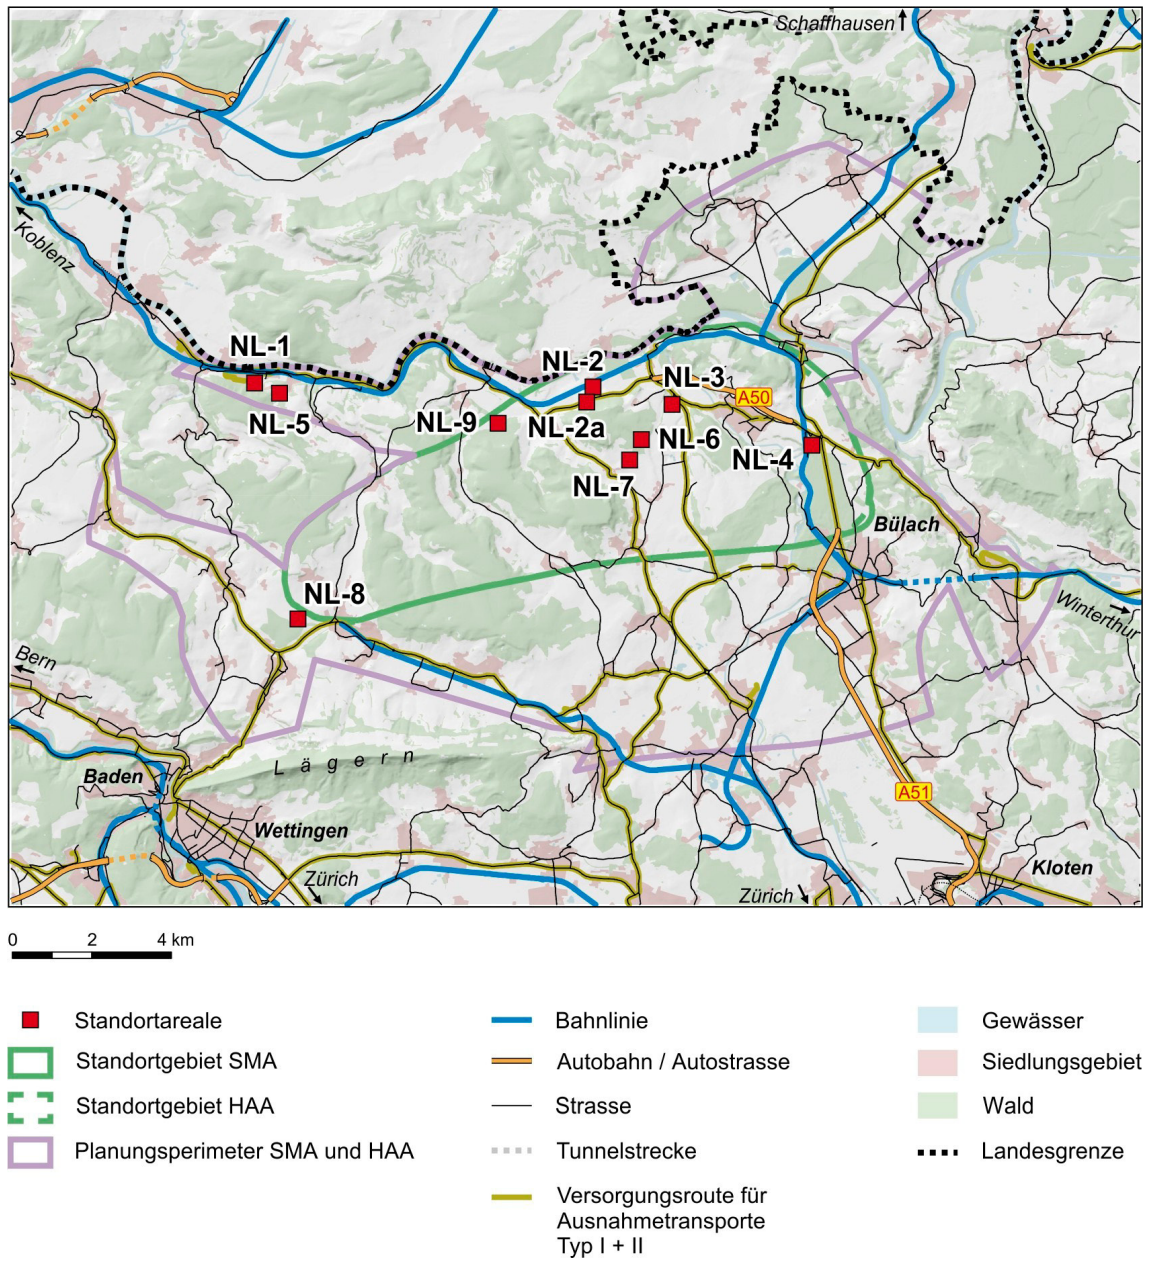 Schaffhausen
Koblenz
NL-1
NL-2
NL-3
A50
NL-5
NL-9
NL-2a
NL-6
NL-4
NL-7
Bülach
NL-8
Winterthur
Bern
Lägern
Baden
A51
Wettingen
Zürich
Zürich
Kloten
0 2 4 km
Standortareale
Standortgebiet SMA
Standortgebiet HAA
Planungsperimeter SMA und HAA
Bahnlinie
Autobahn / Autostrasse
Strasse
Tunnelstrecke
Versorgungsroute für
Ausnahmetransporte
Typ I + II
Gewässer
Siedlungsgebiet
Wald
Landesgrenze